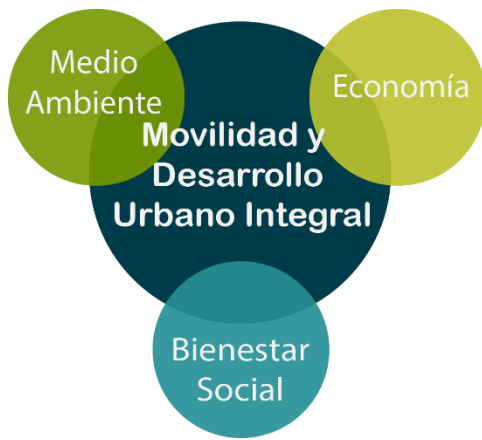 Medio
Ambiente
Economía
Movilidad y
Desarrollo
Urbano Integral
Bienestar
Social